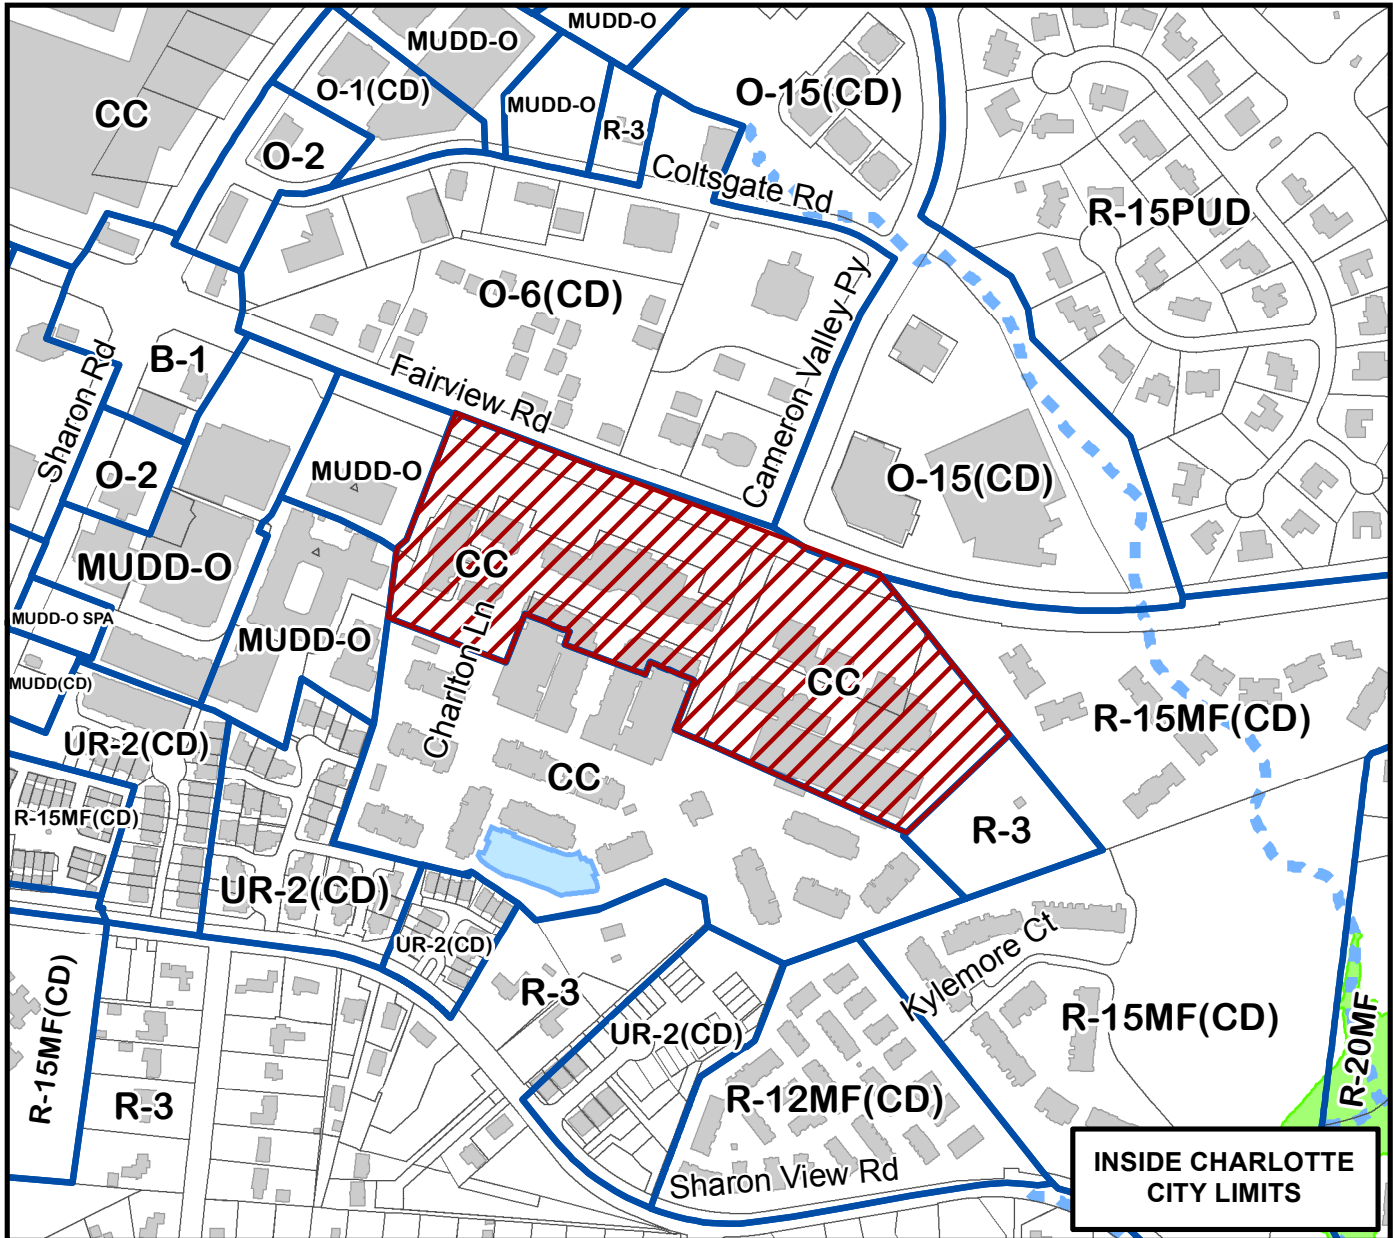 MUDD-O
MUDD-O
CC
O-1(CD)
O-15(CD)
MUDD-O
R-3
O-2
Coltsgate Rd
R-15PUD
O-6(CD)
B-1
Sharon Rd
Fairview Rd
Cameron Valley Py
MUDD-O
O-2
O-15(CD)
CC
MUDD-O
MUDD-O SPA
MUDD-O
Charlton Ln
MUDD(CD)
CC
R-15MF(CD)
UR-2(CD)
CC
R-15MF(CD)
R-3
UR-2(CD)
UR-2(CD)
Kylemore Ct
R-3
R-15MF(CD)
UR-2(CD)
R-15MF(CD)
R-20MF
R-3
R-12MF(CD)
Sharon View Rd
INSIDE CHARLOTTE
CITY LIMITS